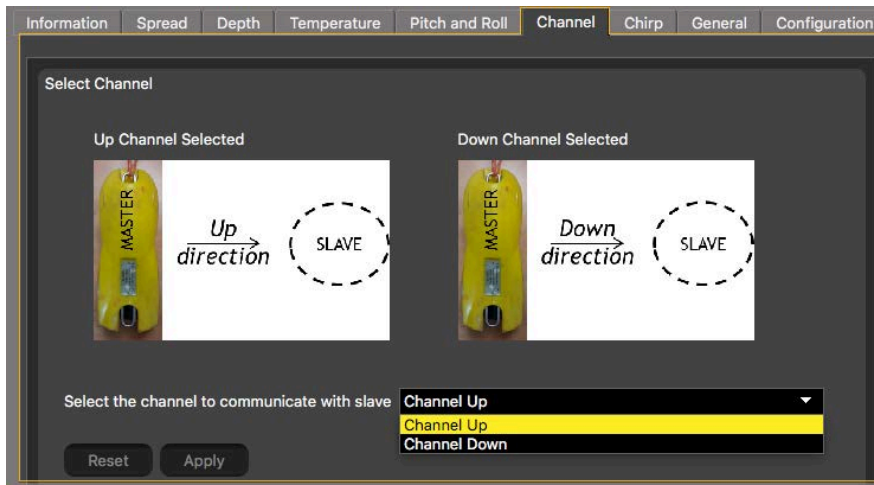 Information Spread Depth Temperature Pitch and Roll Channel Chirp General Configuration
Select Channel
Up Channel Selected
Down Channel Selected
MASTER
Up
direction
SLAVE
MASTER
Down
direction
SLAVE
Select the channel to communicate with slave Channel Up
Channel Up
Channel Down
Reset Apply